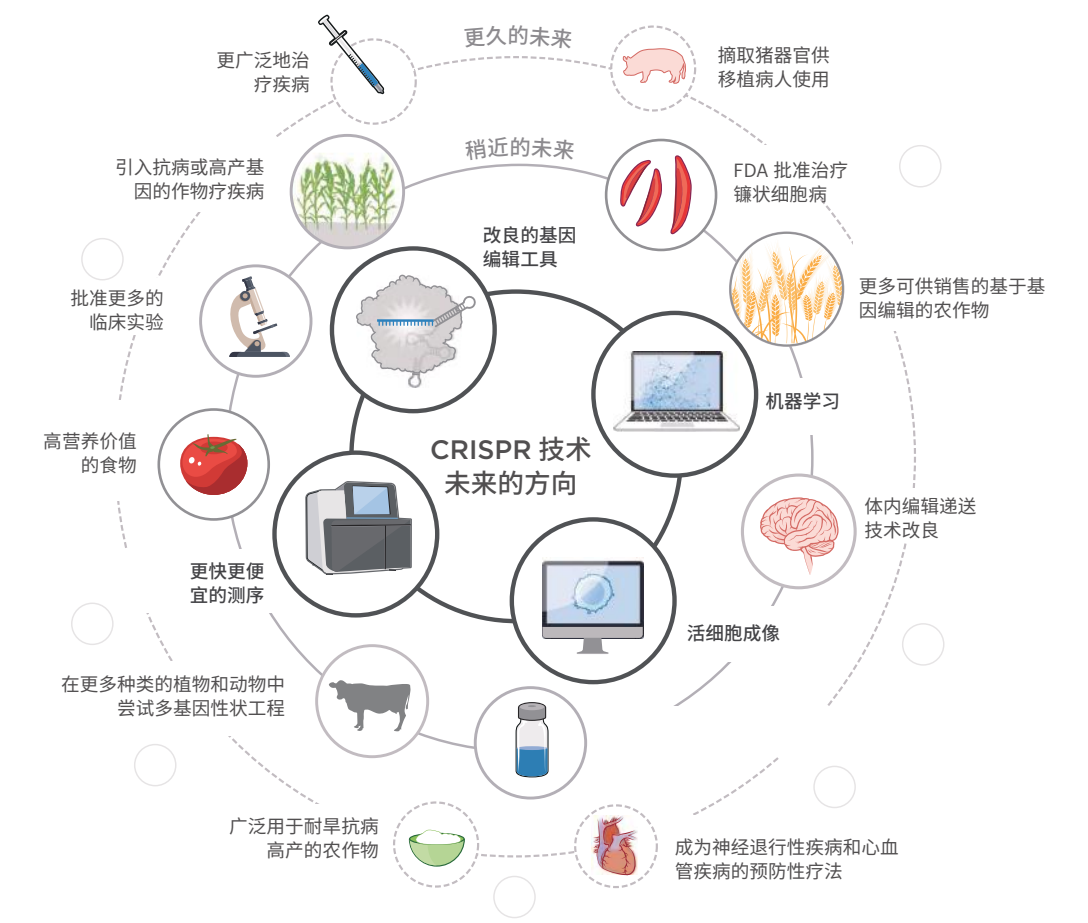 更久的未来
更广泛地治
疗疾病
摘取猪器官供
移植病人使用
稍近的未来
引入抗病或高产基
因的作物疗疾病
FDA 批准治疗
镰状细胞病
改良的基因
编辑工具
批准更多的
临床实验
更多可供销售的基于基
因编辑的农作物
机器学习
高营养价值
的食物
CRISPR 技术
未来的方向
体内编辑递送
技术改良
更快更便
宜的测序
活细胞成像
在更多种类的植物和动物中
尝试多基因性状工程
广泛用于耐旱抗病
高产的农作物
成为神经退行性疾病和心血
管疾病的预防性疗法